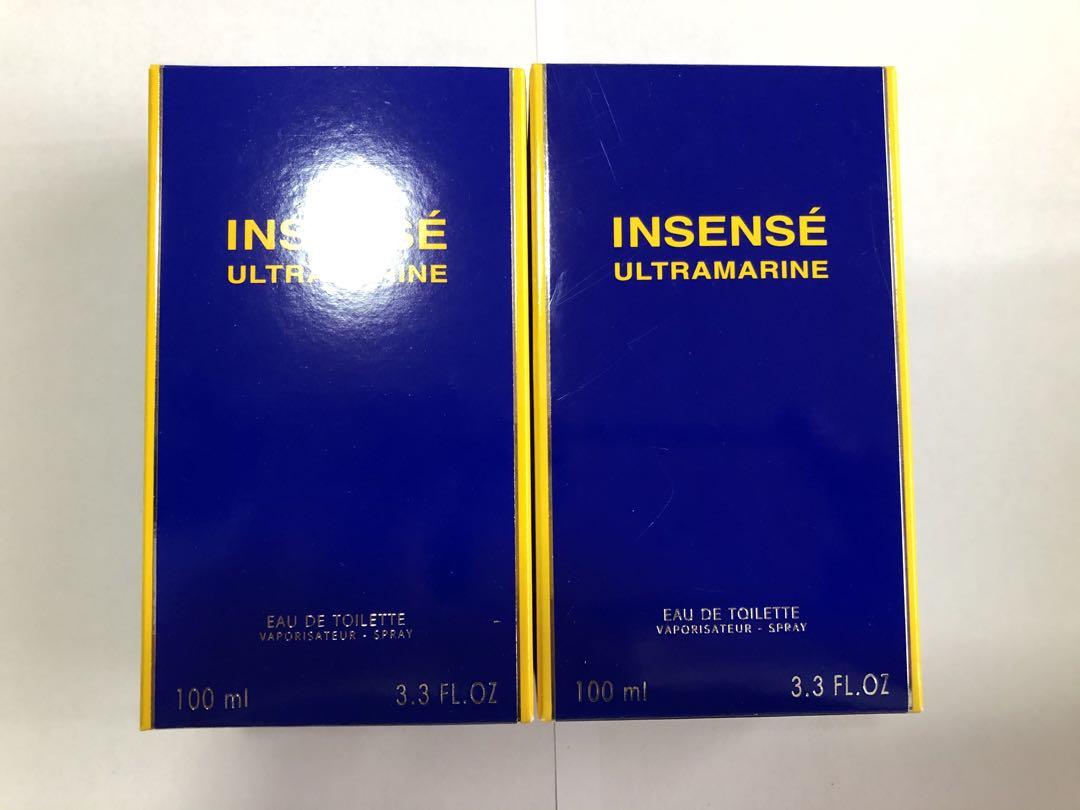 INSENSÉ
ULTRAMARINE
EAU DE TOILETTE
VAPORISATEUR - SPRAY
100 ml 3.3 FL.OZ
INSENSÉ
ULTRAMARINE
EAU DE TOILETTE
VAPORISATEUR - SPRAY
100 ml 3.3 FL.OZ